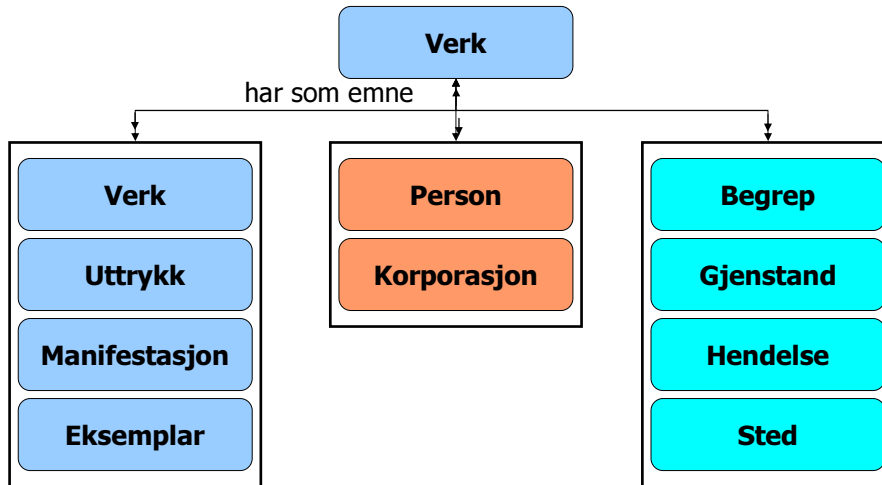 Verk
har som emne
Verk
Uttrykk
Manifestasjon
Eksemplar
Person
Korporasjon
Begrep
Gjenstand
Hendelse
Sted